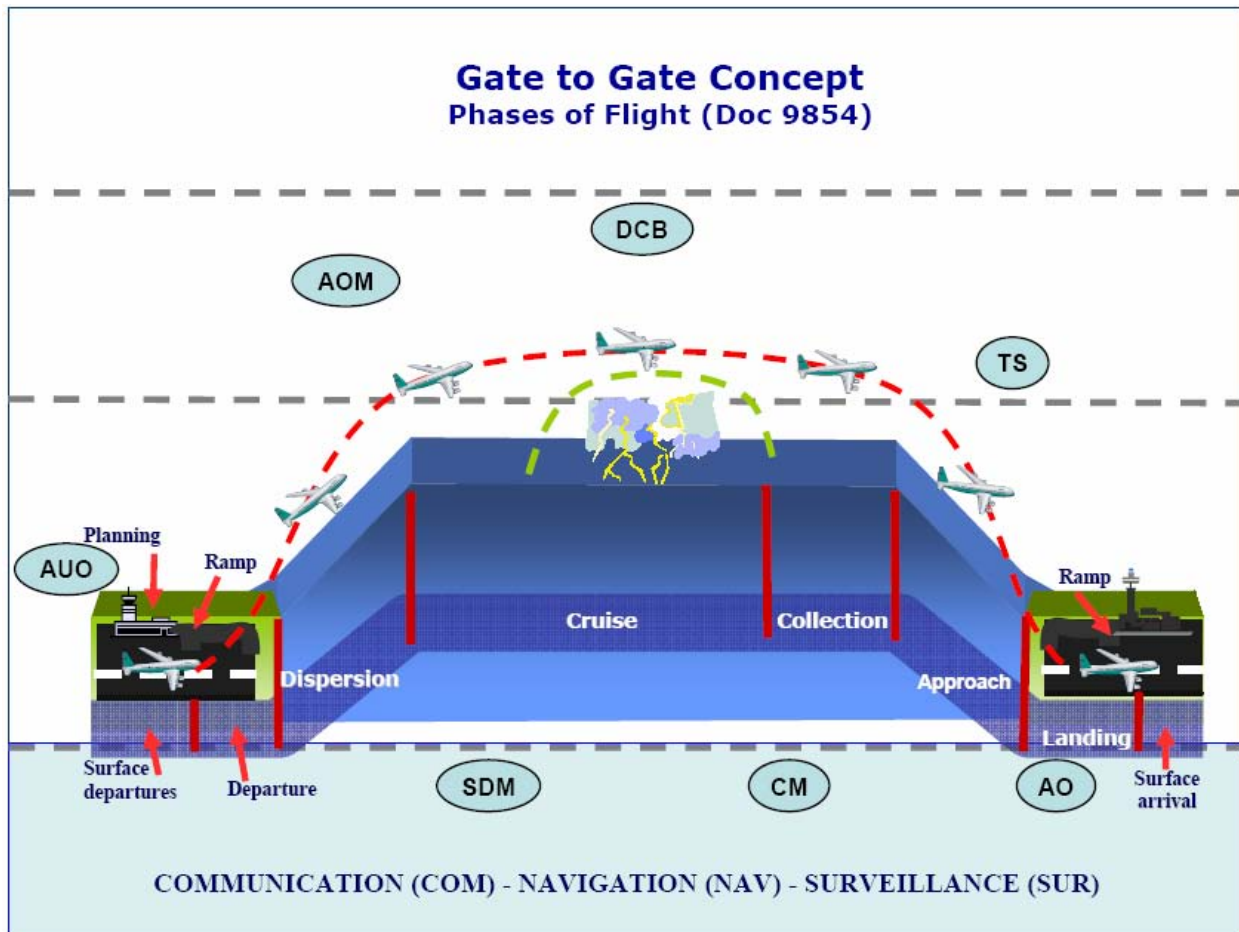 Gate to Gate Concept
Phases of Flight (Doc 9854)
DCB
AOM
TS
Planning
Ramp
AUO
Ramp
Cruise
Collection
Dispersion
Approach
Landing
Surface
departures
Departure
SDM
CM
AO
Surface
arrival
COMMUNICATION (COM) - NAVIGATION (NAV) - SURVEILLANCE (SUR)